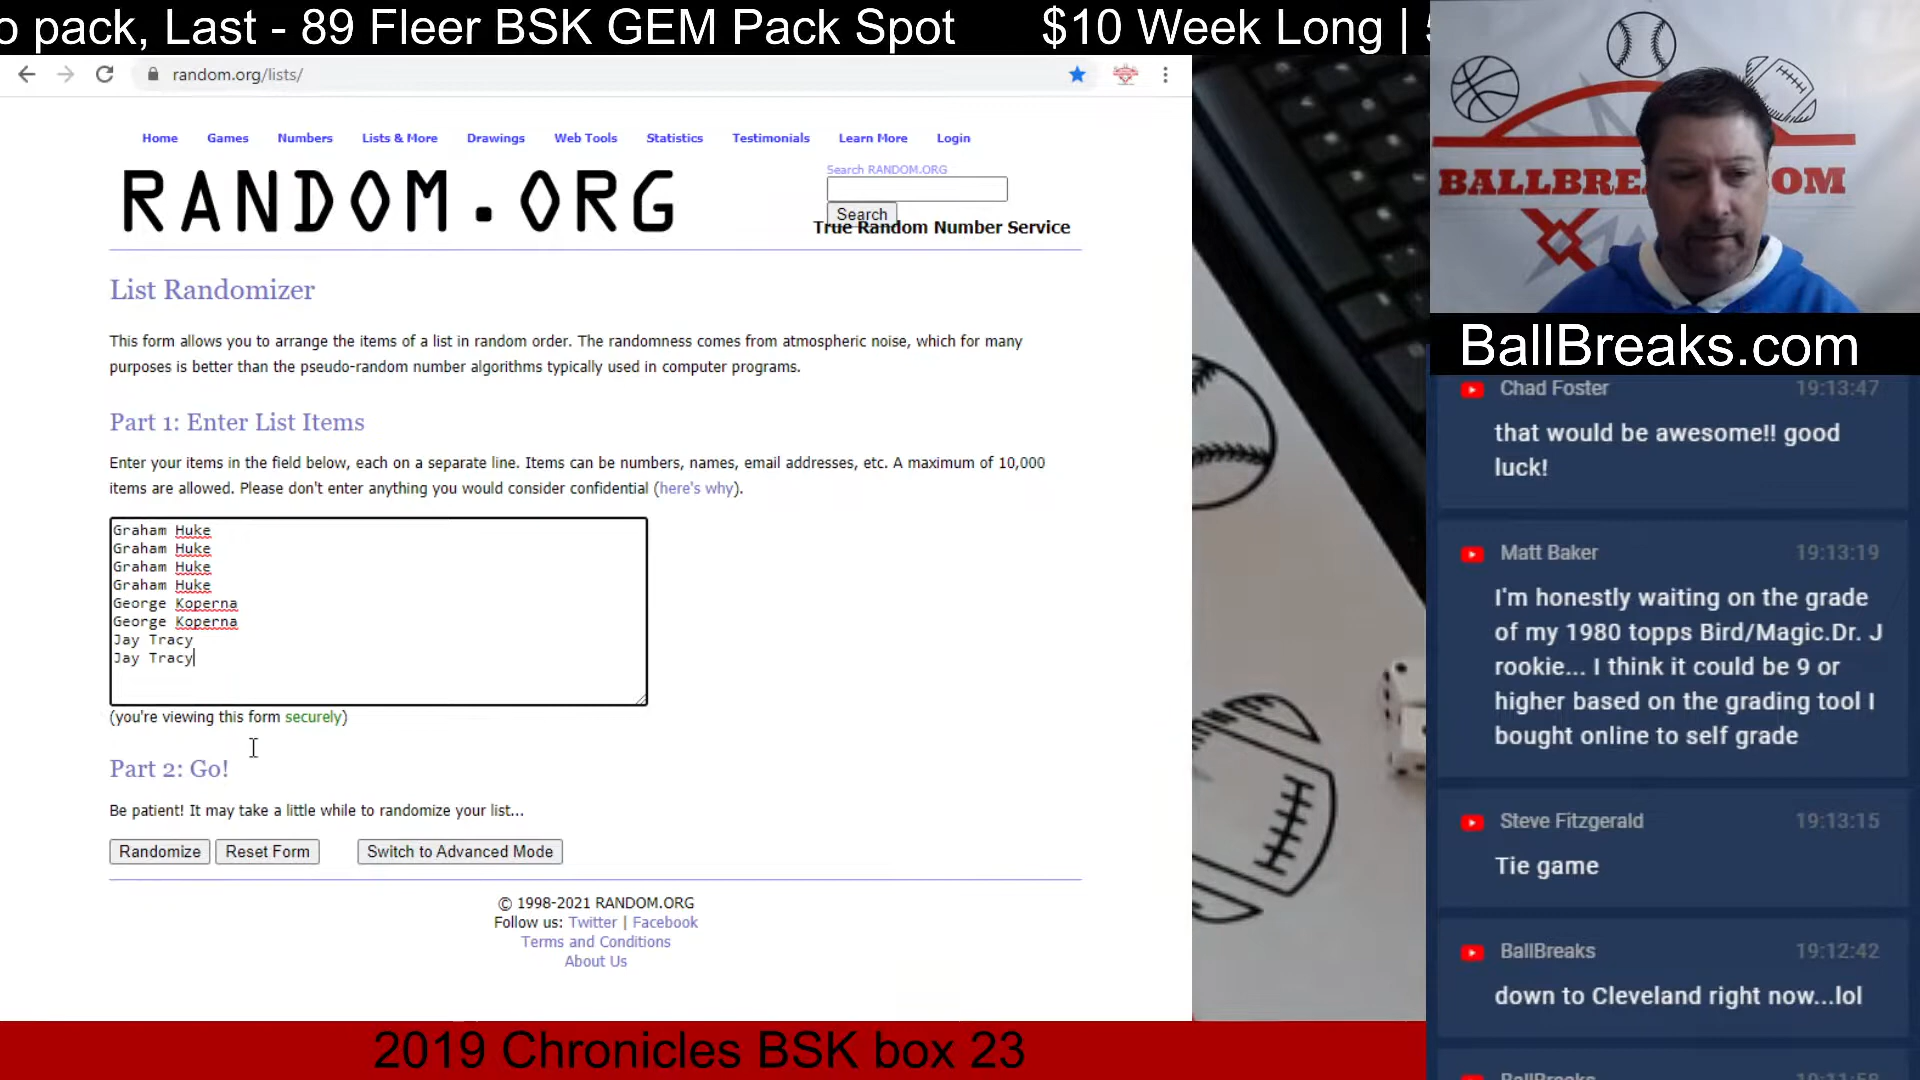 o pack, Last - 89 Fleer BSK GEM Pack Spot $10 Week Long |
random.org/lists/
Home Games Numbers Lists & More Drawings Web Tools Statistics Testimonials Learn More Login
RANDOM.ORG
Search RANDOM.ORG
Search
True Random Number Service
List Randomizer
This form allows you to arrange the items of a list in random order. The randomness comes from atmospheric noise, which for many
purposes is better than the pseudo-random number algorithms typically used in computer programs.
Part 1: Enter List Items
Enter your items in the field below, each on a separate line. Items can be numbers, names, email addresses, etc. A maximum of 10,000
items are allowed. Please don't enter anything you would consider confidential (here's why).
Graham Huke
Graham Huke
Graham Huke
Graham Huke
George Koperna
George Koperna
Jay Tracy
Jay Tracy
(you're viewing this form securely)
Part 2: Go!
Be patient! It may take a little while to randomize your list...
Randomize Reset Form Switch to Advanced Mode
© 1998-2021 RANDOM.ORG
Follow us: Twitter | Facebook
Terms and Conditions
About Us
BALLBRE OM
BallBreaks.com
Chad Foster 19:13:47
that would be awesome!! good
luck!
Matt Baker 19:13:19
I'm honestly waiting on the grade
of my 1980 topps Bird/Magic.Dr. J
rookie... I think it could be 9 or
higher based on the grading tool I
bought online to self grade
Steve Fitzgerald 19:13:15
Tie game
BallBreaks 19:12:42
down to Cleveland right now...lol
BallBreaks 19:11:58
2019 Chronicles BSK box 23